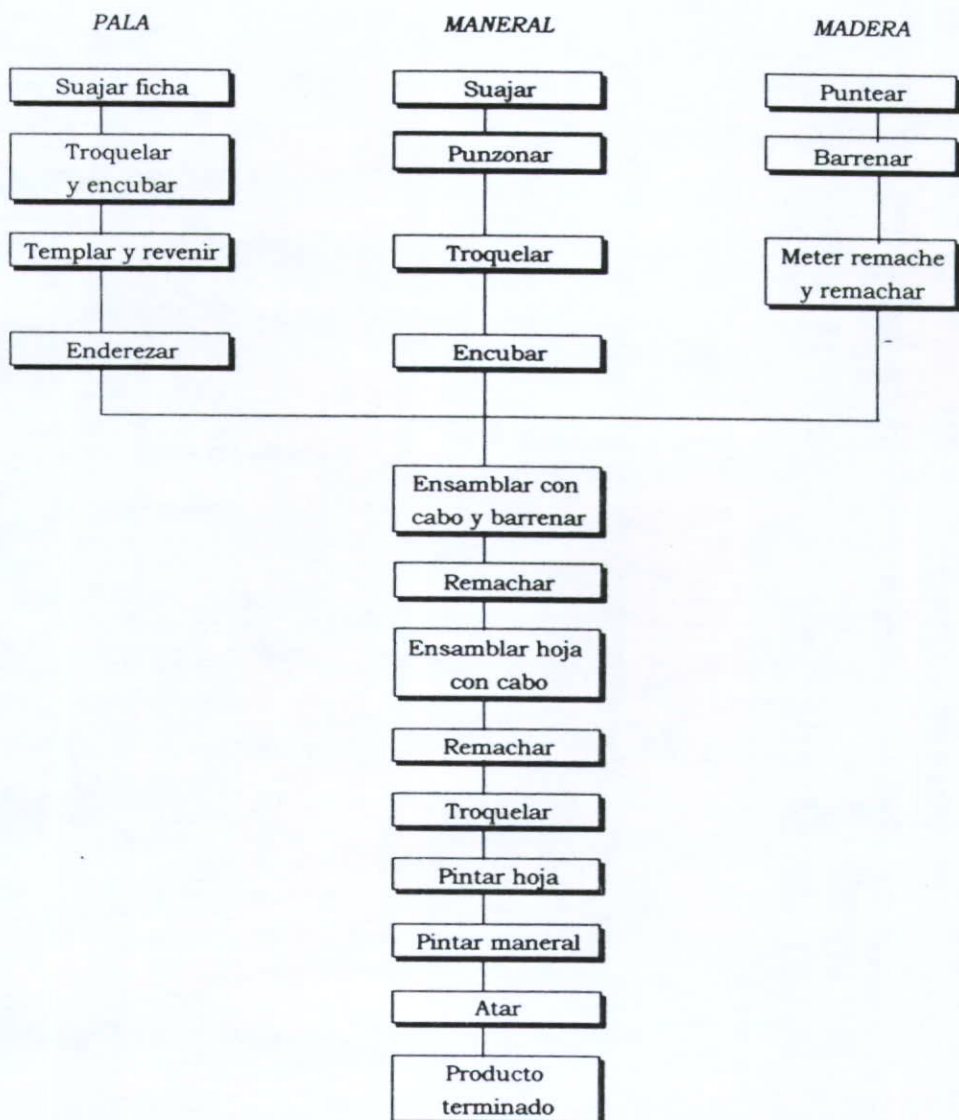 PALA
Suajar ficha
Troquelar
y encubar
Templar y revenir
Enderezar
MANERAL
Suajar
Punzonar
Troquelar
Encubar
MADERA
Puntear
Barrenar
Meter remache
y remachar
Ensamblar con
cabo y barrenar
Remachar
Ensamblar hoja
con cabo
Remachar
Troquelar
Pintar hoja
Pintar maneral
Atar
Producto
terminado